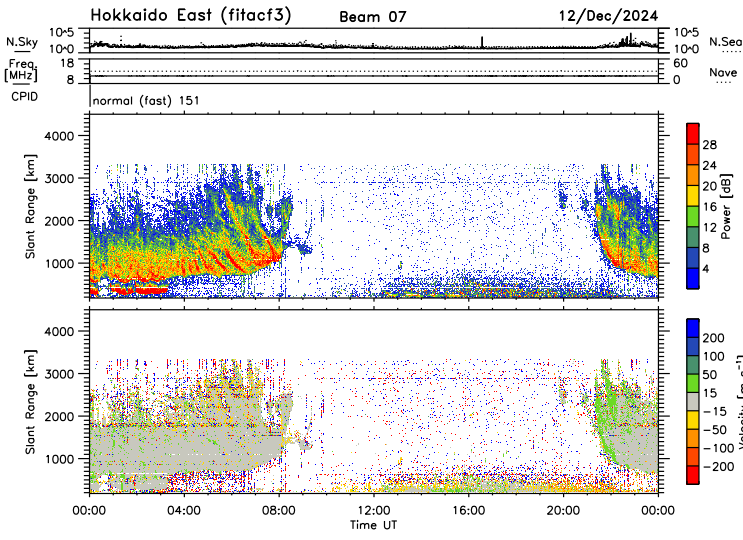 Hokkaido East (fitacf3) Beam 07 12/Dec/2024
N.Sky 10^5 10^0 10^5 10^0 N.Sea
Freq. [MHz] 18 8 60 0 Nave
CPID normal (fast) 151
Slant Range [km] 4000 3000 2000 1000
Power [dB] 28 24 20 16 12 8 4
Slant Range [km] 4000 3000 2000 1000
Velocity [m s^-1] 200 100 50 15 -15 -50 -100 -200
00:00 04:00 08:00 12:00 16:00 20:00 00:00
Time UT